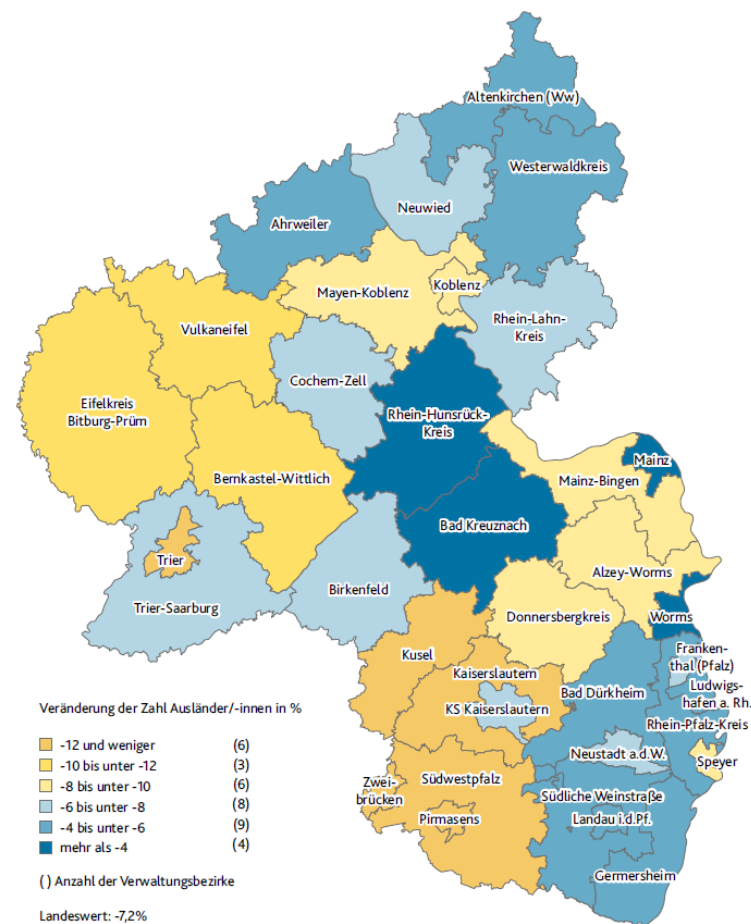 Altenkirchen (Ww)
Westerwaldkreis
Neuwied
Ahrweiler
Koblenz
Mayen-Koblenz
Rhein-Lahn-
Kreis
Vulkaneifel
Cochem-Zell
Eifelkreis
Bitburg-Prüm
Rhein-Hunsrück-
Kreis
Bernkastel-Wittlich
Mainz
Mainz-Bingen
Bad Kreuznach
Trier
Alzey-Worms
Birkenfeld
Trier-Saarburg
Donnersbergkreis
Worms
Kusel
Franken-
thal (Pfalz)
Kaiserslautern
Ludwigs-
hafen a. Rh.
Bad Dürkheim
KS Kaiserslautern
Rhein-Pfalz-Kreis
Neustadt a.d.W.
Speyer
Zwei-
brücken
Südwestpfalz
Südliche Weinstraße
Pirmasens
Landau i.d.Pf.
Germersheim
Veränderung der Zahl Ausländer/-innen in %
-12 und weniger (6)
-10 bis unter -12 (3)
-8 bis unter -10 (6)
-6 bis unter -8 (8)
-4 bis unter -6 (9)
mehr als -4 (4)
( ) Anzahl der Verwaltungsbezirke
Landeswert: -7,2%